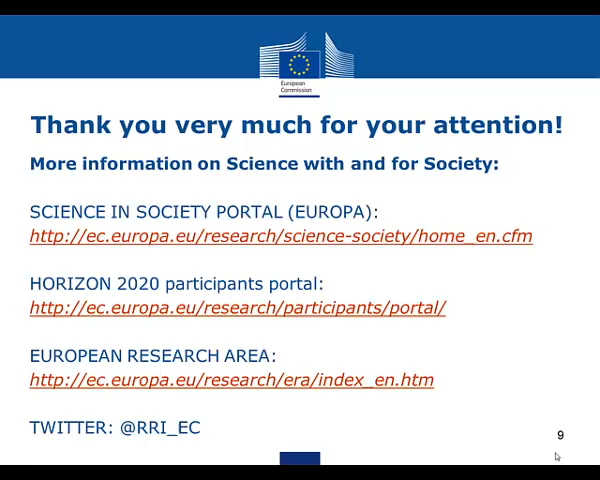 European
Commission
Thank you very much for your attention!
More information on Science with and for Society:
SCIENCE IN SOCIETY PORTAL (EUROPA):
http://ec.europa.eu/research/science-society/home_en.cfm
HORIZON 2020 participants portal:
http://ec.europa.eu/research/participants/portal/
EUROPEAN RESEARCH AREA:
http://ec.europa.eu/research/era/index_en.htm
TWITTER: @RRI_EC
9